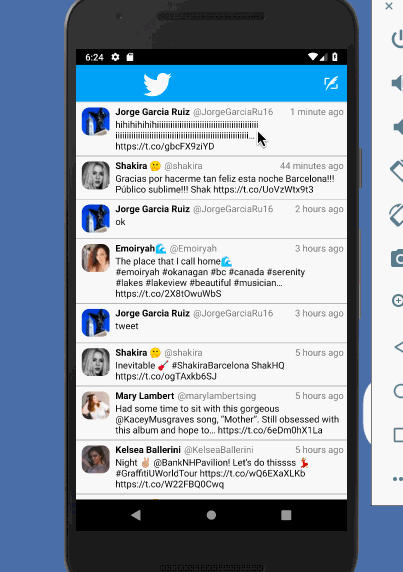 6:24
Jorge Garcia Ruiz @JorgeGarciaRu16 1 minute ago
https://t.co/gbcFX9ziYD
Shakira @shakira 44 minutes ago
Gracias por hacerme tan feliz esta noche Barcelona!!!
Público sublime!!! Shak https://t.co/UoVzWtx9t3
Jorge Garcia Ruiz @JorgeGarciaRu16 2 hours ago
ok
Emoiryah🌊 @Emoiryah 3 hours ago
The place that I call home🌊
#emoiryah #okanagan #bc #canada #serenity
#lakes #lakeview #beautiful #musician…
https://t.co/2X8tOwuWbS
Jorge Garcia Ruiz @JorgeGarciaRu16 3 hours ago
tweet
Shakira @shakira 5 hours ago
Inevitable 🎸 #ShakiraBarcelona ShakHQ
https://t.co/ogTAxkb6SJ
Mary Lambert @marylambertsing 5 hours ago
Had some time to sit with this gorgeous
@KaceyMusgraves song, “Mother”. Still obsessed with
this album and hope to… https://t.co/6eDm0hX1La
Kelsea Ballerini @KelseaBallerini 5 hours ago
Night ✌🏼 @BankNHPavilion! Let's do thissss 💃
#GraffitiUWorldTour https://t.co/wQ6EXaXLKb
https://t.co/W22FBQ0Cwq